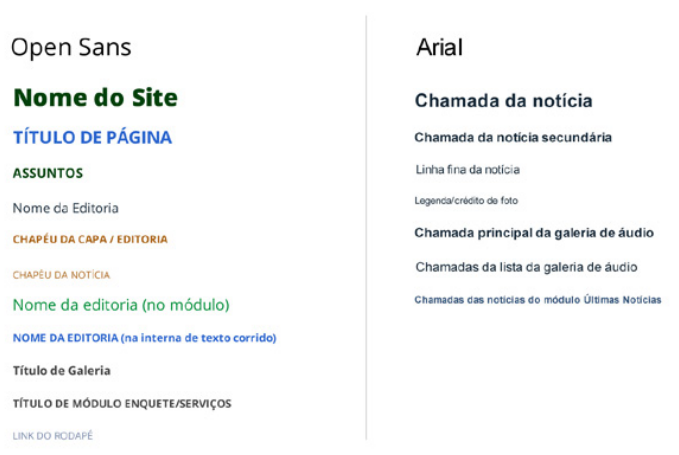 Open Sans
Nome do Site
TÍTULO DE PÁGINA
ASSUNTOS
Nome da Editoria
CHAPÉU DA CAPA / EDITORIA
CHAPÉU DA NOTÍCIA
Nome da editoria (no módulo)
NOME DA EDITORIA (na interna de texto corrido)
Título de Galeria
TÍTULO DE MÓDULO ENQUETE/SERVIÇOS
LINK DO RODAPÉ
Arial
Chamada da notícia
Chamada da notícia secundária
Linha fina da notícia
Legenda/crédito de foto
Chamada principal da galeria de áudio
Chamadas da lista da galeria de áudio
Chamadas das notícias do módulo Últimas Notícias